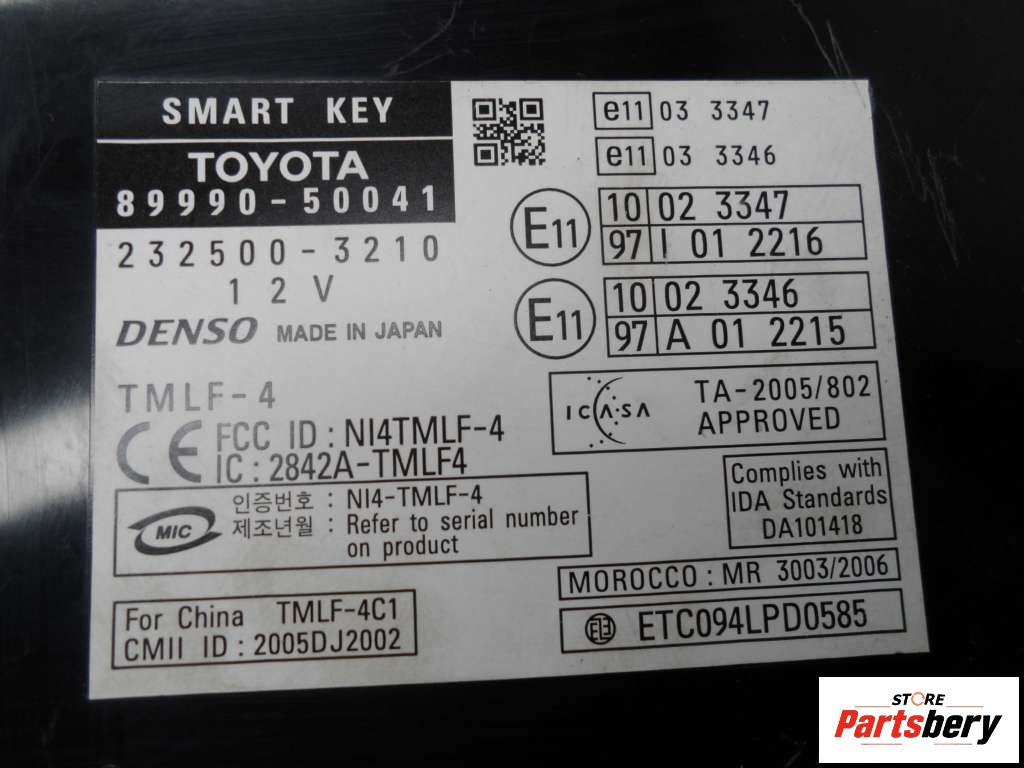 SMART KEY
TOYOTA
89990-50041
232500-3210
12V
DENSO MADE IN JAPAN
TMLF-4
CE FCC ID : NI4TMLF-4
IC : 2842A-TMLF4
MIC
인증번호 : NI4-TMLF-4
제조년월 : Refer to serial number
on product
For China TMLF-4C1
CMII ID : 2005DJ2002
e11 03 3347
e11 03 3346
E11
10 02 3347
97 I 01 2216
E11
10 02 3346
97 A 01 2215
ICASA
TA-2005/802
APPROVED
Complies with
IDA Standards
DA101418
MOROCCO : MR 3003/2006
ETC094LPD0585
STORE
Partsbery